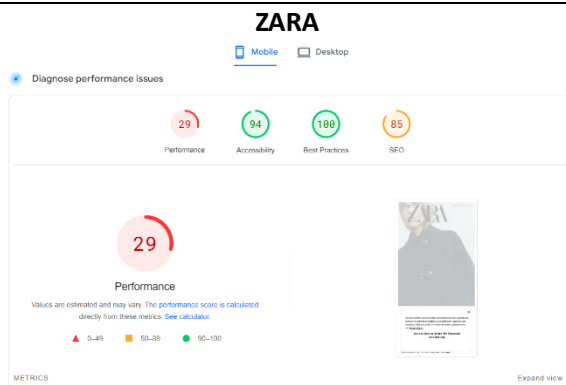 ZARA
Mobile Desktop
Diagnose performance issues
29 94 100 85
Performance Accessibility Best Practices SEO
29
Performance
Values are estimated and may vary. The performance score is calculated
directly from these metrics. See calculator.
0–49 50–89 90–100
ZARA
METRICS Expand view